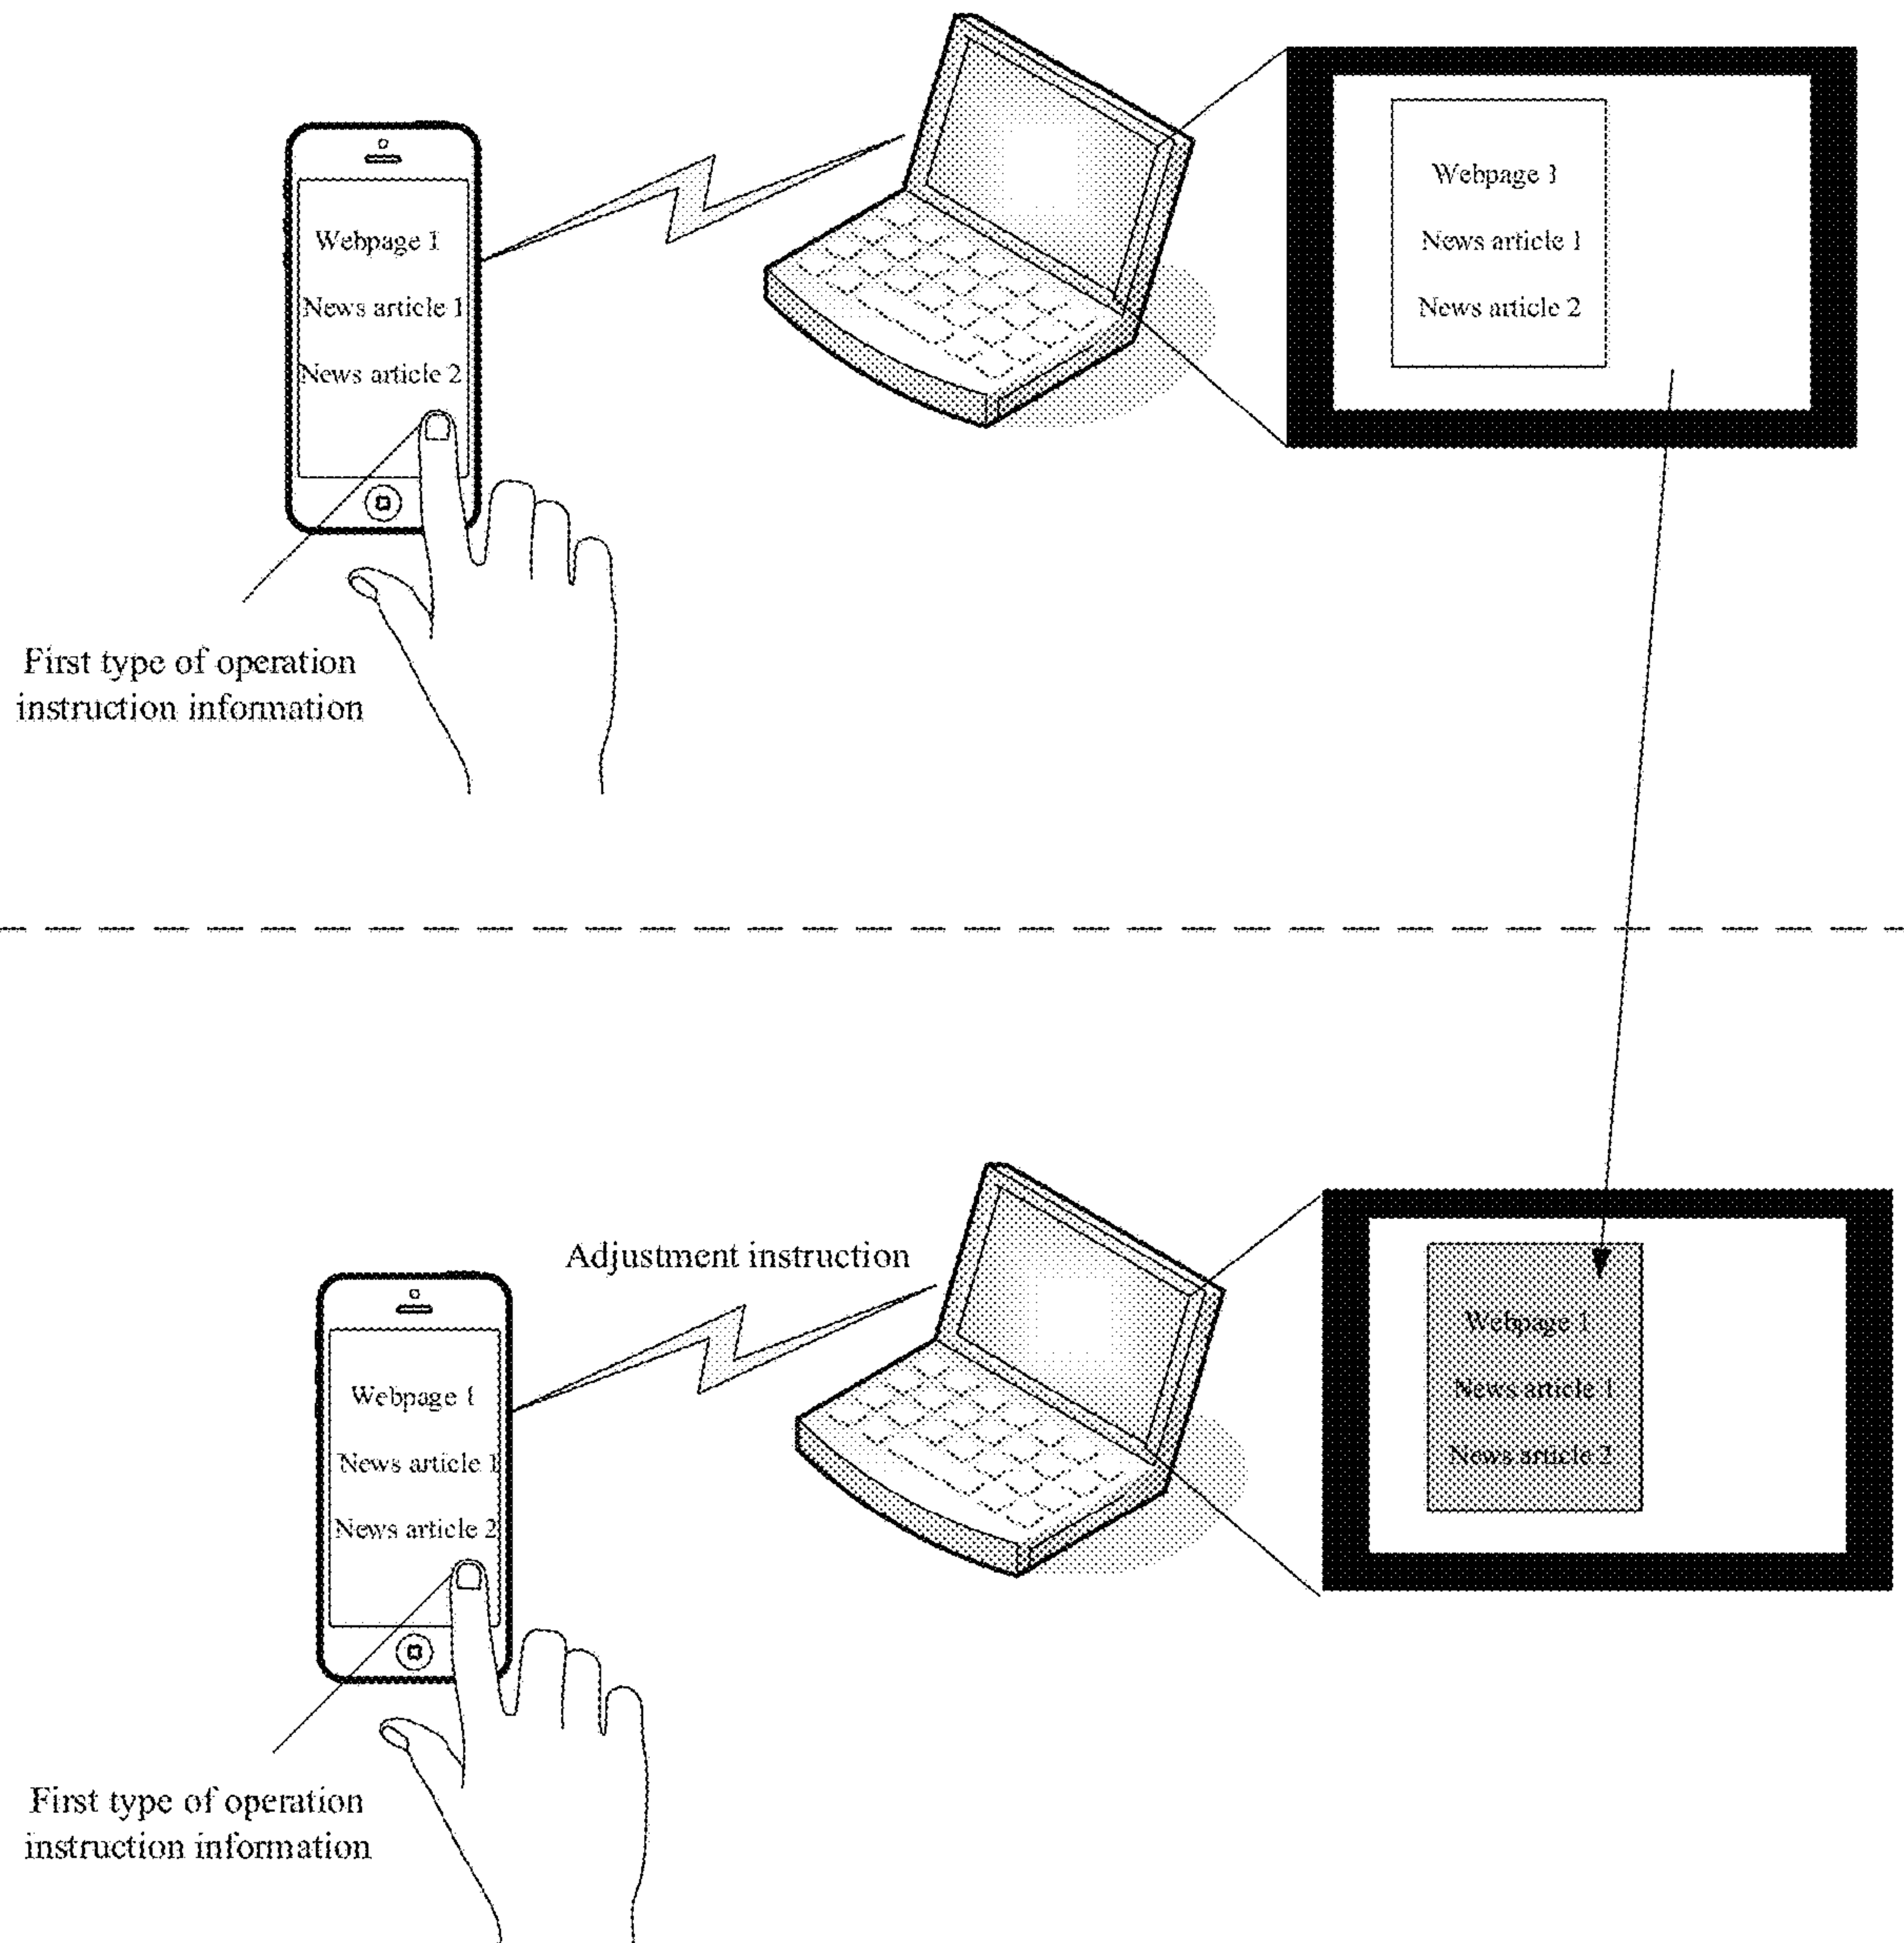 Webpage 1
News article 1
News article 2
First type of operation
instruction information
Webpage 1
News article 1
News article 2
Adjustment instruction
Webpage 1
News article 1
News article 2
First type of operation
instruction information
Webpage 1
News article 1
News article 2